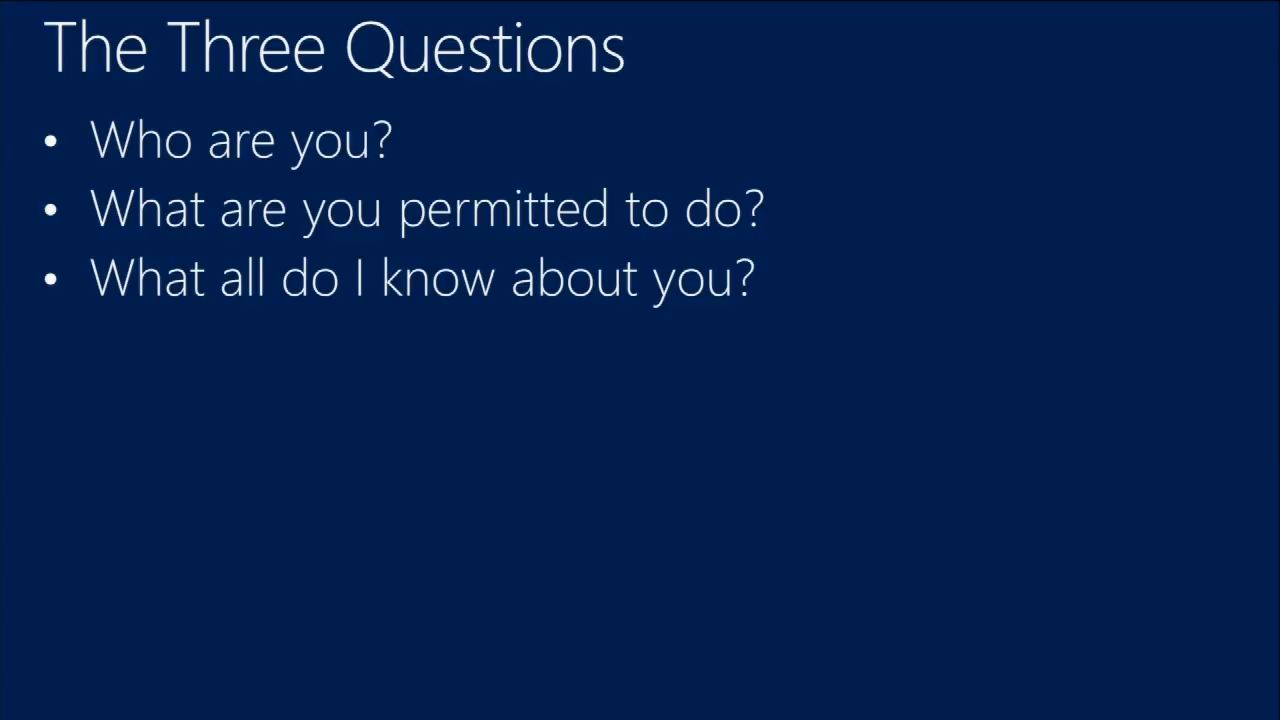 The Three Questions
• Who are you?
• What are you permitted to do?
• What all do I know about you?